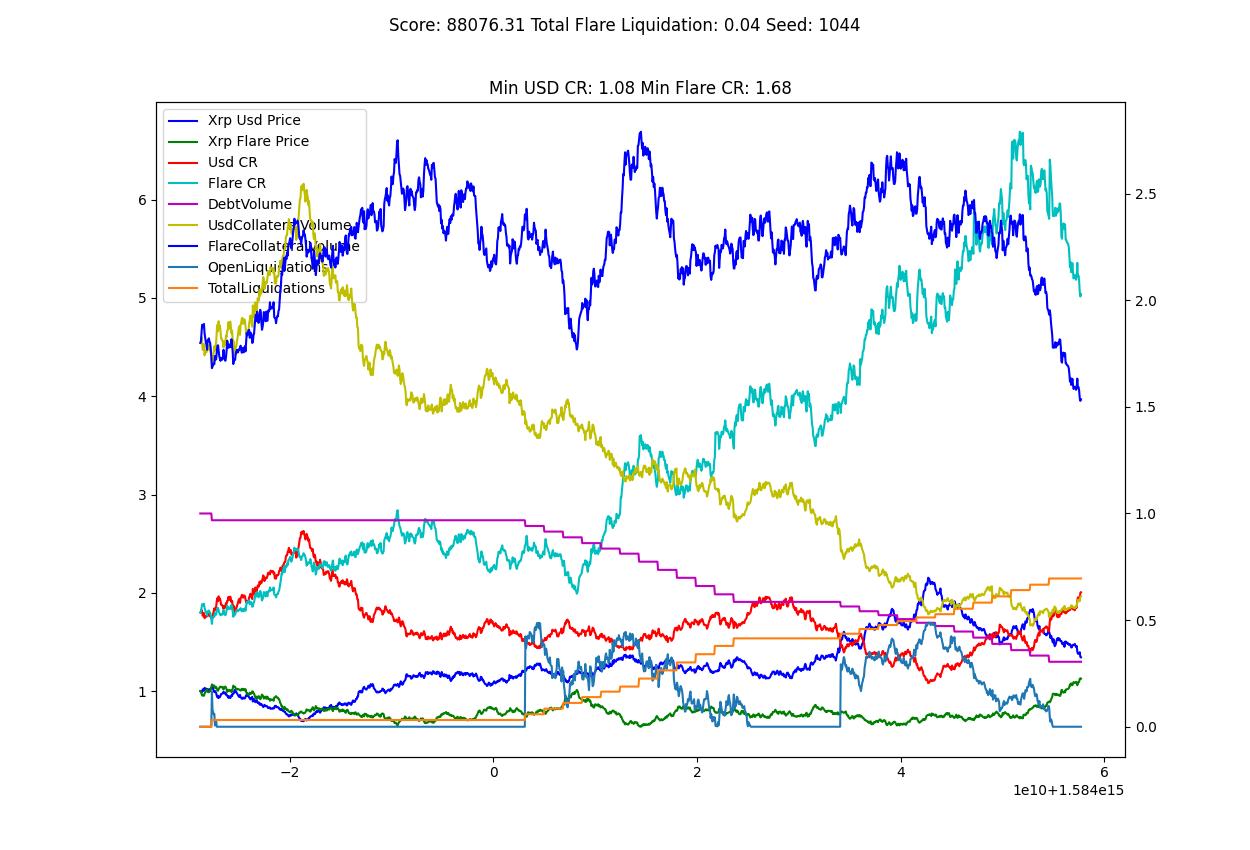 Score: 88076.31 Total Flare Liquidation: 0.04 Seed: 1044
Min USD CR: 1.08 Min Flare CR: 1.68
Xrp Usd Price
Xrp Flare Price
Usd CR
Flare CR
DebtVolume
UsdCollateralVolume
FlareCollateralVolume
OpenLiquidations
TotalLiquidations
6
5
4
3
2
1
2.5
2.0
1.5
1.0
0.5
0.0
−2
0
2
4
6
1e10+1.584e15